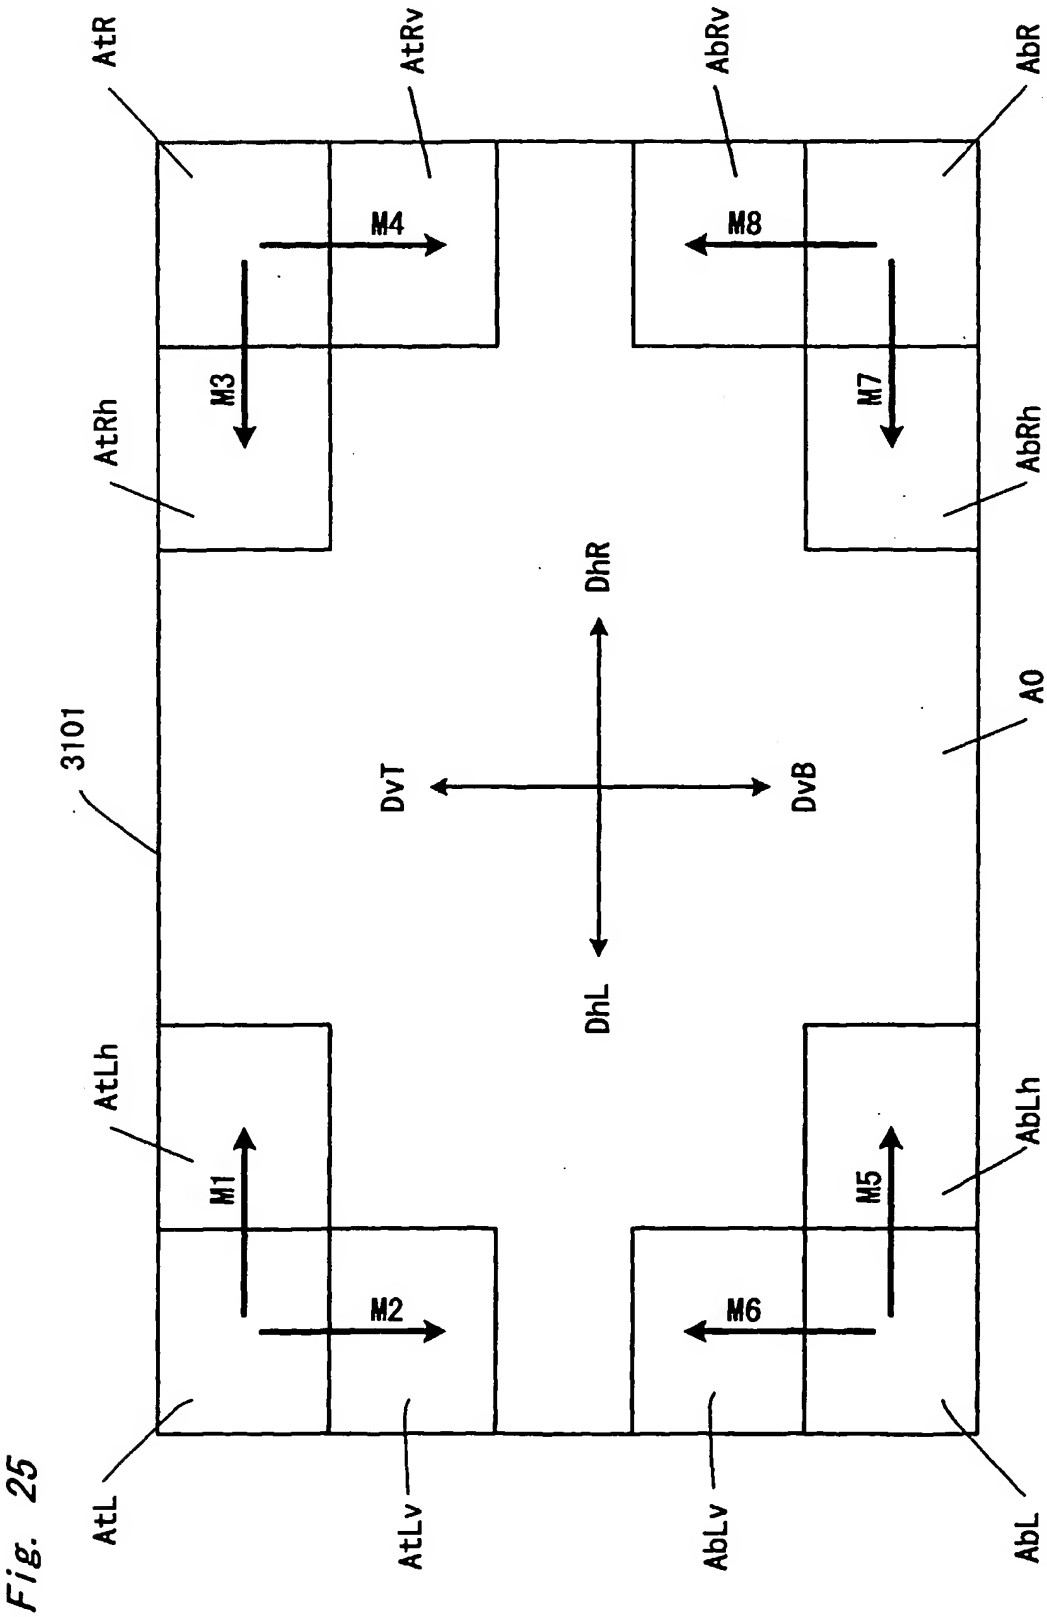 Fig. 25
3101
AtL
AtLh
AtRh
AtR
M1
M3
AtLv
M2
M4
AtRv
DvT
DhL
DhR
DvB
AbLv
M6
M8
AbRv
M5
M7
AbL
AbLh
A0
AbRh
AbR